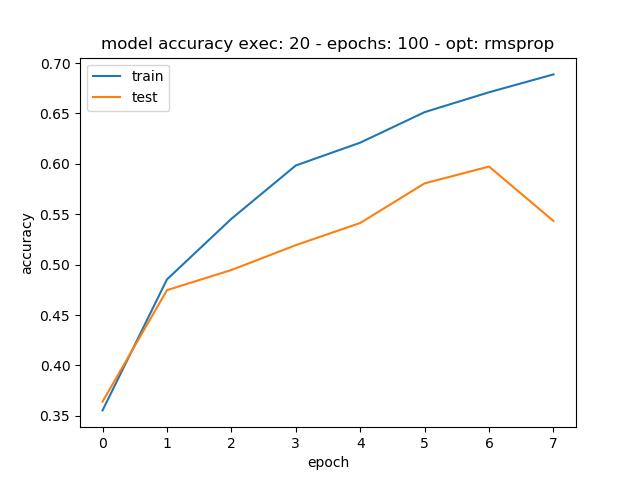 model accuracy exec: 20 - epochs: 100 - opt: rmsprop
train
test
accuracy
0.70
0.65
0.60
0.55
0.50
0.45
0.40
0.35
0 1 2 3 4 5 6 7
epoch